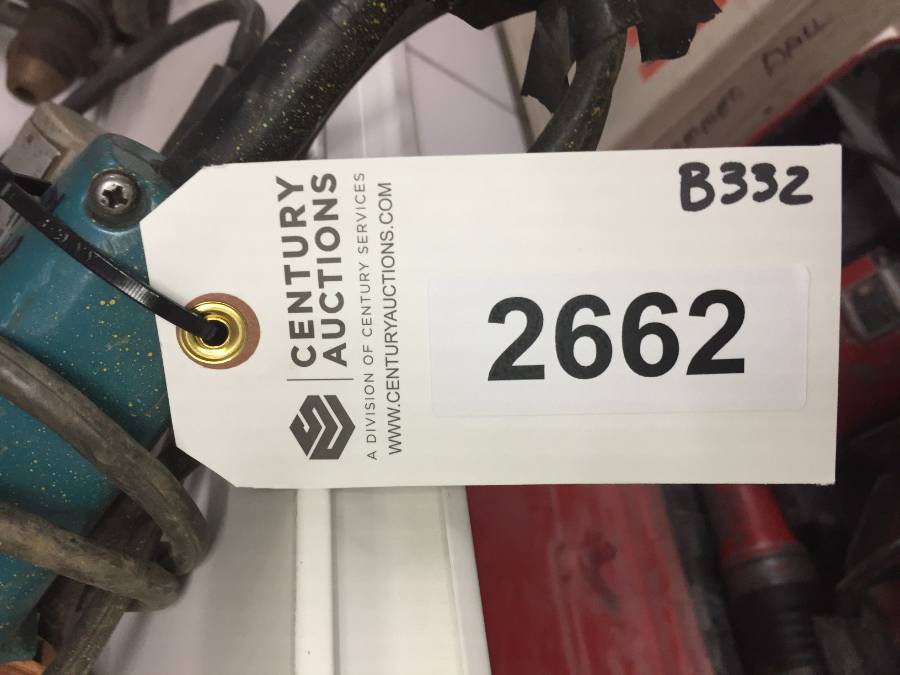 B332
2662
CENTURY
AUCTIONS
A DIVISION OF CENTURY SERVICES
WWW.CENTURYAUCTIONS.COM